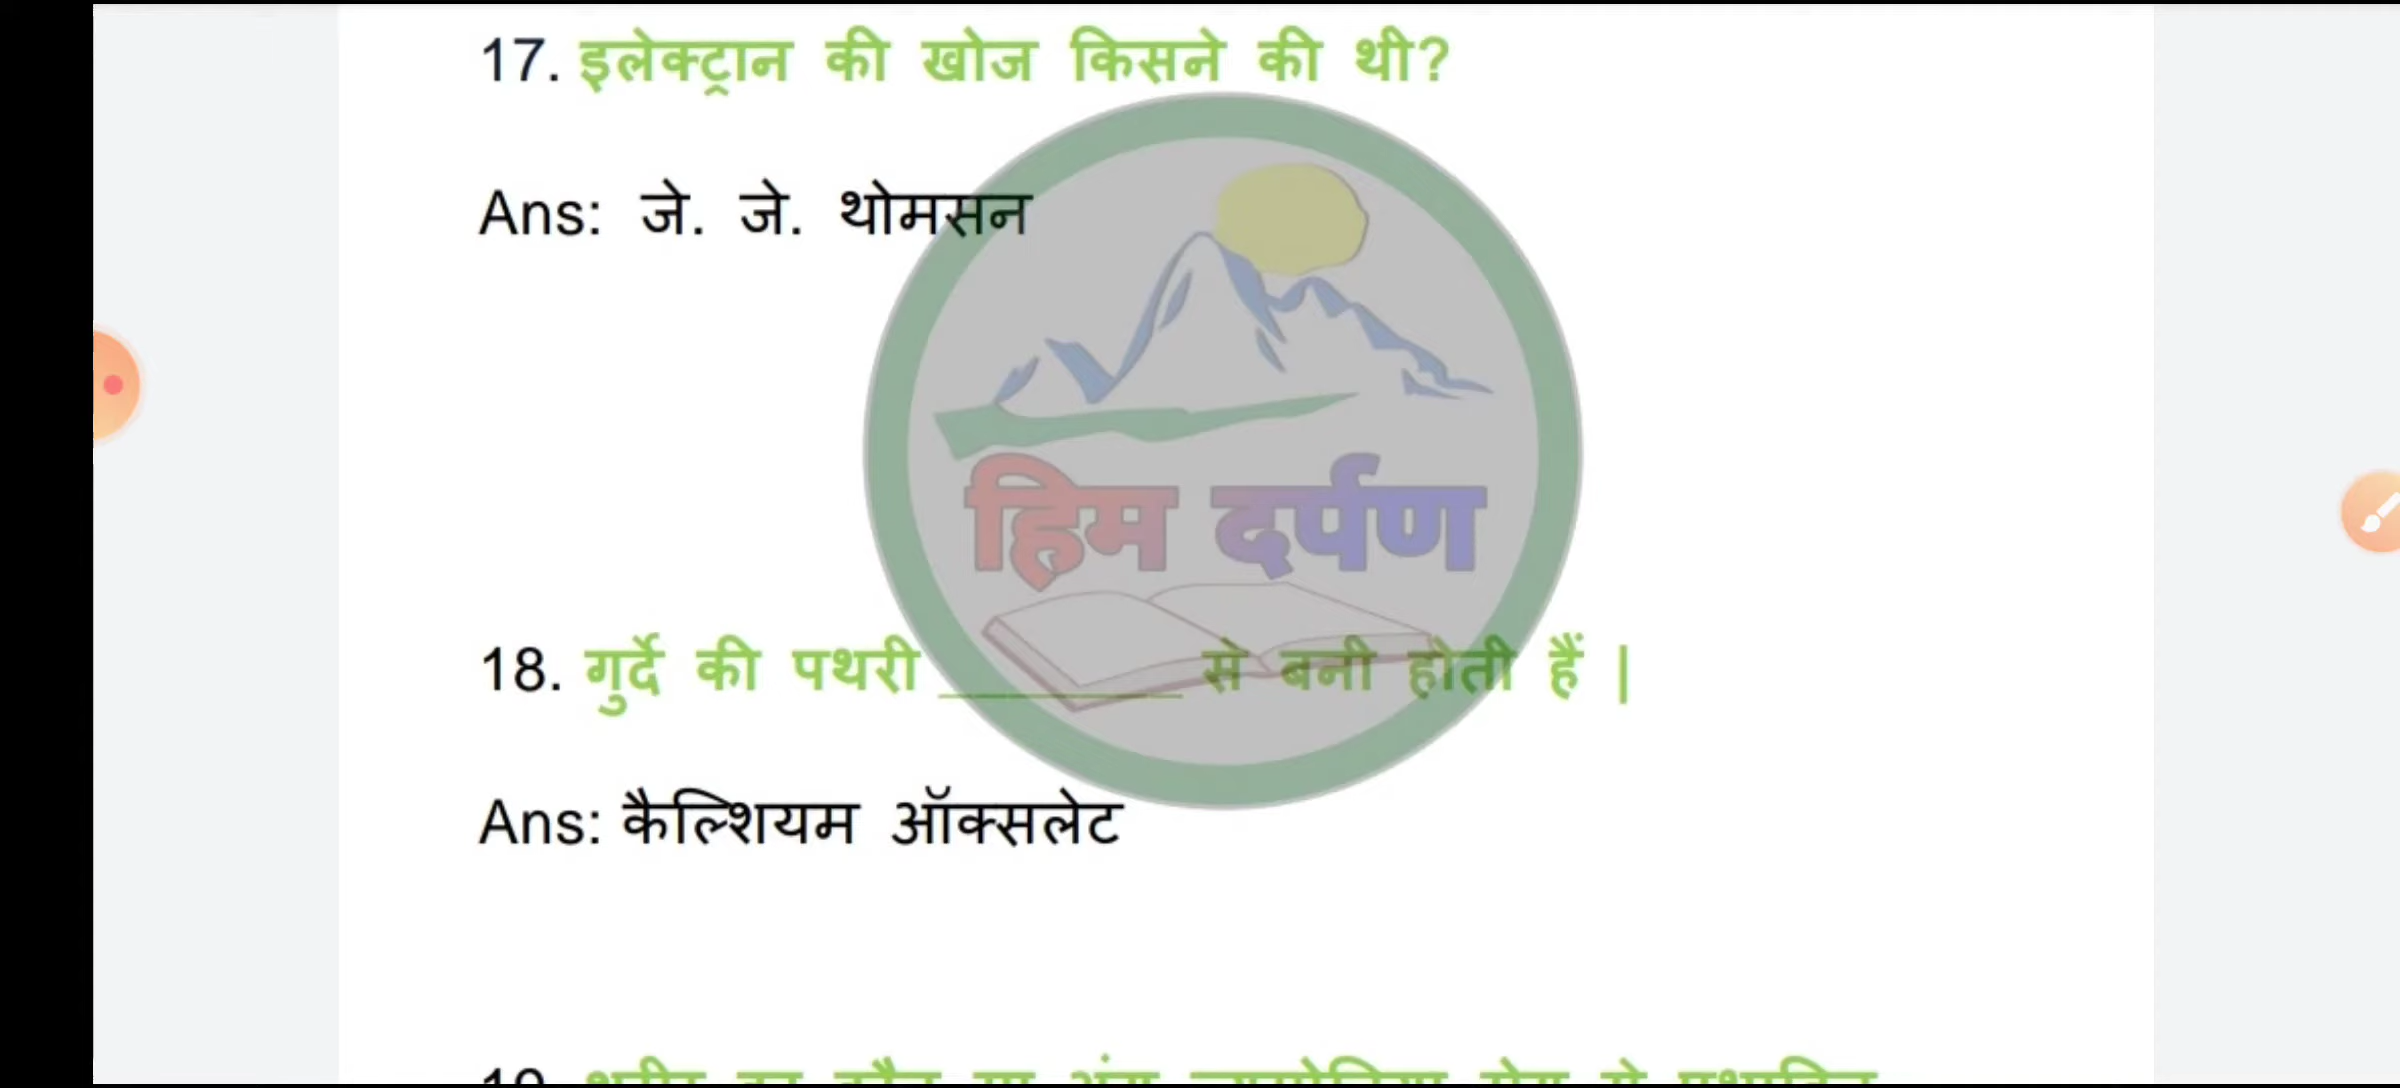 17. इलेक्ट्रान की खोज किसने की थी?
Ans: जे. जे. थोमसन
हिम दर्पण
18. गुर्दे की पथरी ________ से बनी होती हैं |
Ans: कैल्शियम ऑक्सलेट